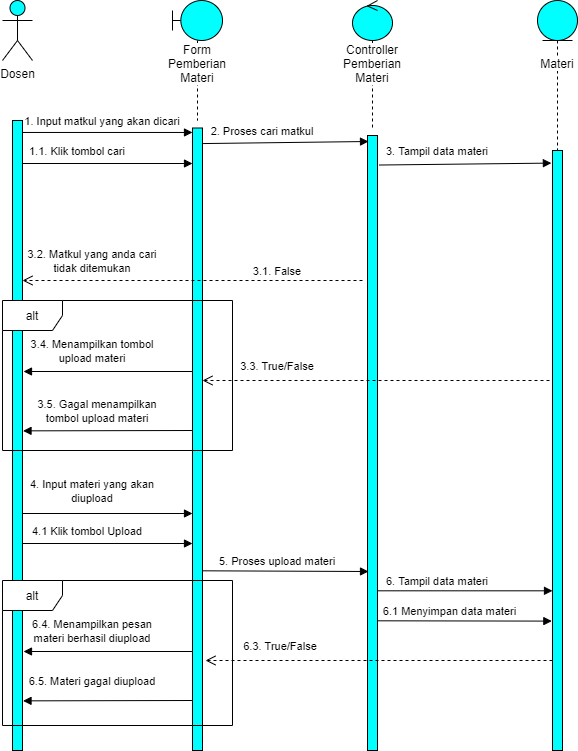 Dosen
Form
Pemberian
Materi
Controller
Pemberian
Materi
Materi
1. Input matkul yang akan dicari
2. Proses cari matkul
1.1. Klik tombol cari
3. Tampil data materi
3.2. Matkul yang anda cari
tidak ditemukan
3.1. False
alt
3.4. Menampilkan tombol
upload materi
3.3. True/False
3.5. Gagal menampilkan
tombol upload materi
4. Input materi yang akan
diupload
4.1 Klik tombol Upload
5. Proses upload materi
6. Tampil data materi
alt
6.1 Menyimpan data materi
6.4. Menampilkan pesan
materi berhasil diupload
6.3. True/False
6.5. Materi gagal diupload